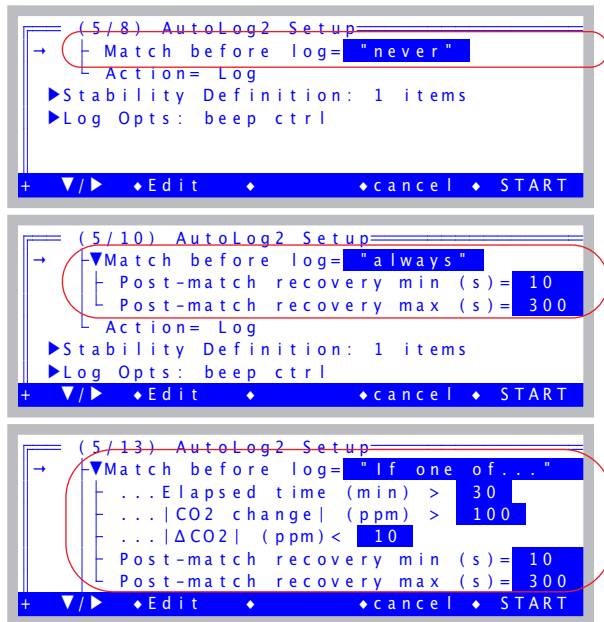 (5/8) AutoLog2 Setup
→ Match before log= "never"
Action= Log
▶Stability Definition: 1 items
▶Log Opts: beep ctrl
+ ▼/▶ ◆Edit ◆ ◆cancel ◆ START
(5/10) AutoLog2 Setup
→ ▼Match before log= "always"
Post-match recovery min (s)= 10
Post-match recovery max (s)= 300
Action= Log
▶Stability Definition: 1 items
▶Log Opts: beep ctrl
+ ▼/▶ ◆Edit ◆ ◆cancel ◆ START
(5/13) AutoLog2 Setup
→ ▼Match before log= "If one of..."
...Elapsed time (min) > 30
...|CO2 change| (ppm) > 100
...|ΔCO2| (ppm)< 10
Post-match recovery min (s)= 10
Post-match recovery max (s)= 300
+ ▼/▶ ◆Edit ◆ ◆cancel ◆ START